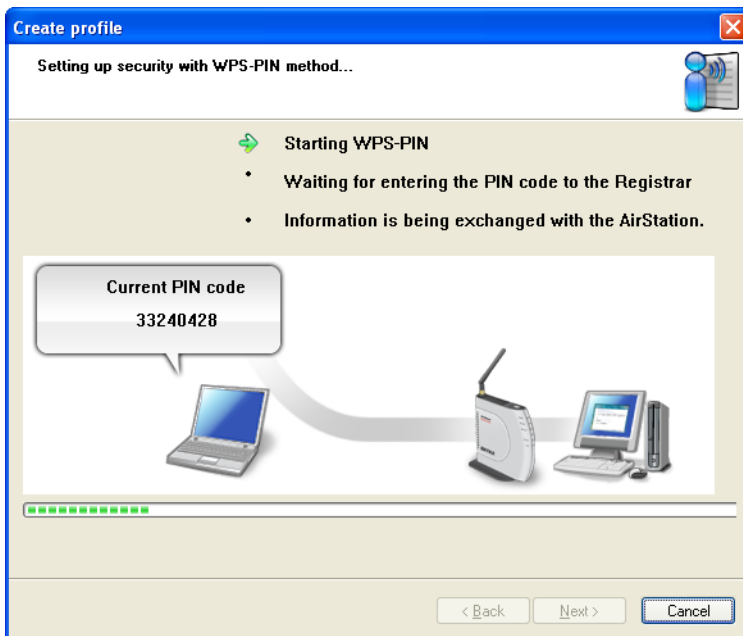 Create profile
Setting up security with WPS-PIN method...
Starting WPS-PIN
• Waiting for entering the PIN code to the Registrar
• Information is being exchanged with the AirStation.
Current PIN code
33240428
< Back
Next >
Cancel